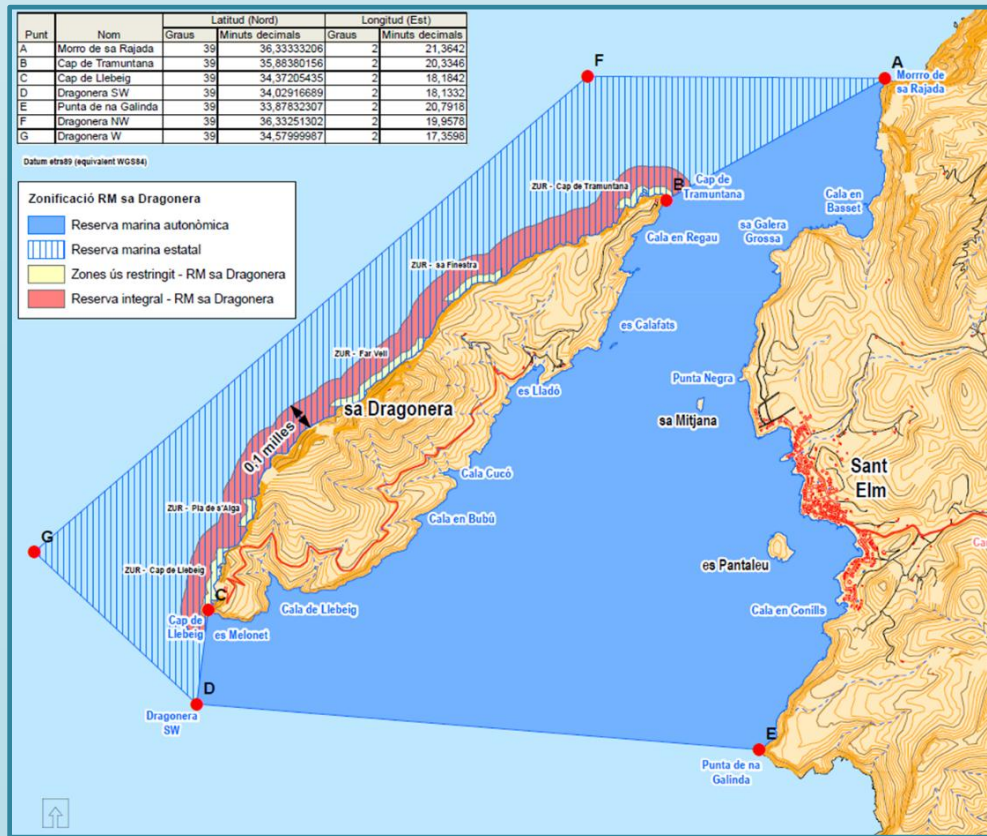 Latitud (Nord) Longitud (Est)
Punt Nom Graus Minuts decimals Graus Minuts decimals
A Morro de sa Rajada 39 36,33333206 2 21,3642
B Cap de Tramuntana 39 35,88380156 2 20,3346
C Cap de Llebeig 39 34,37205435 2 18,1842
D Dragonera SW 39 34,02916689 2 18,1332
E Punta de na Galinda 39 33,87832307 2 20,7918
F Dragonera NW 39 36,33251302 2 19,9578
G Dragonera W 39 34,57999987 2 17,3598
Datum etrs89 (equivalent WGS84)
Zonificació RM sa Dragonera
Reserva marina autonòmica
Reserva marina estatal
Zones ús restringit - RM sa Dragonera
Reserva integral - RM sa Dragonera
F
A
Morrro de
sa Rajada
ZUR - Cap de Tramuntana
B
Cap de
Tramuntana
Cala en
Basset
sa Galera
Grossa
Cala en Regau
ZUR - sa Finestra
es Calafats
ZUR - Far Vell
es Lladó
Punta Negra
sa Dragonera
sa Mitjana
0,1 milles
Cala Cucó
Sant
Elm
ZUR - Pla de s'Alga
Cala en Bubú
G
es Pantaleu
ZUR - Cap de Llebeig
C
Cap de
Llebeig
es Melonet
Cala de Llebeig
Cala en Conills
D
Dragonera
SW
E
Punta de na
Galinda